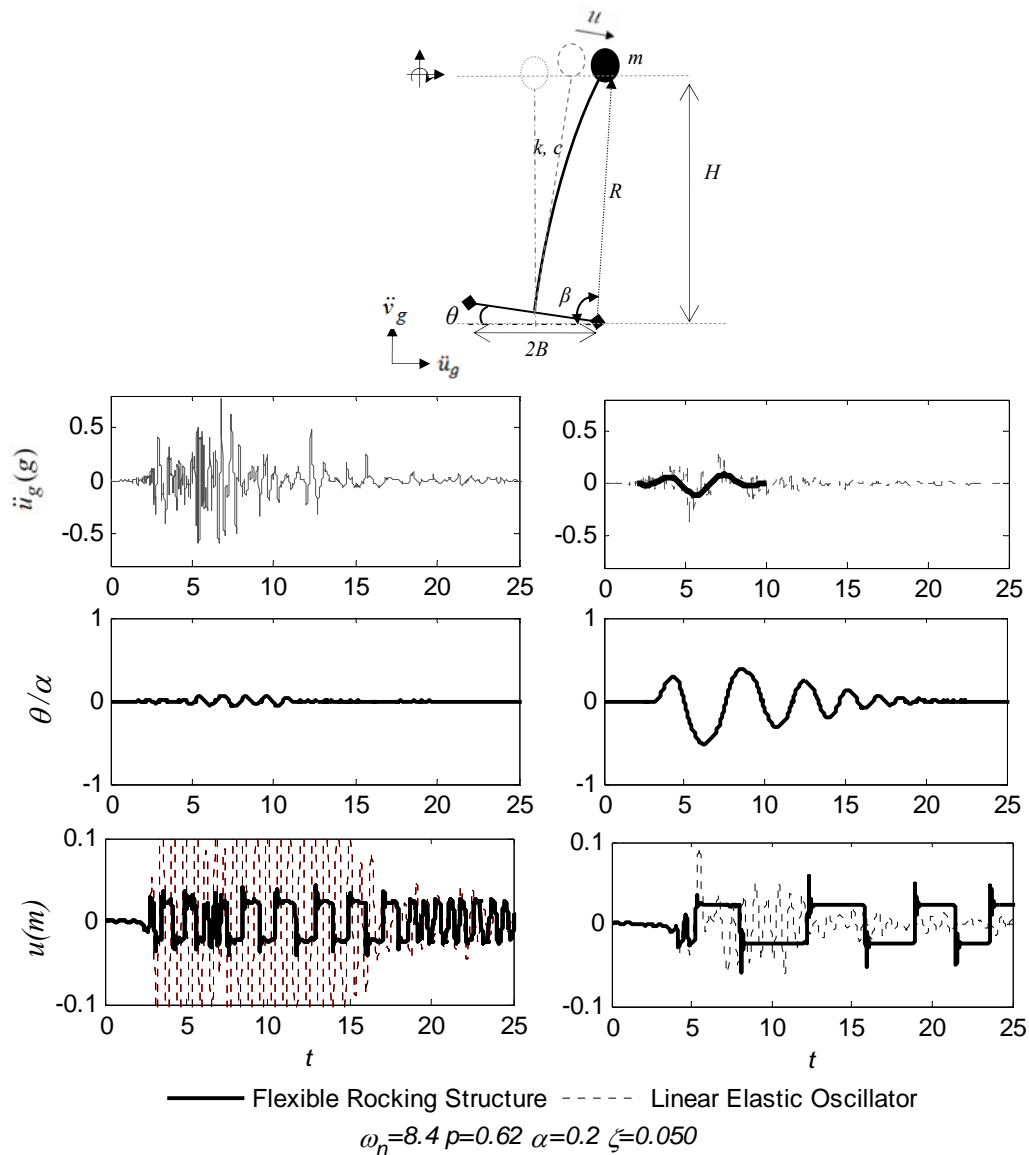 u
m
k, c
H
R
β
v̈g
θ
2B
üg
0.5
0
-0.5
üg(g)
0 5 10 15 20 25
0.5
0
-0.5
0 5 10 15 20 25
1
0
-1
θ/α
0 5 10 15 20 25
1
0
-1
0 5 10 15 20 25
0.1
0
-0.1
u(m)
0 5 10 15 20 25
t
0.1
0
-0.1
0 5 10 15 20 25
t
Flexible Rocking Structure Linear Elastic Oscillator
ωn=8.4 p=0.62 α=0.2 ζ=0.050